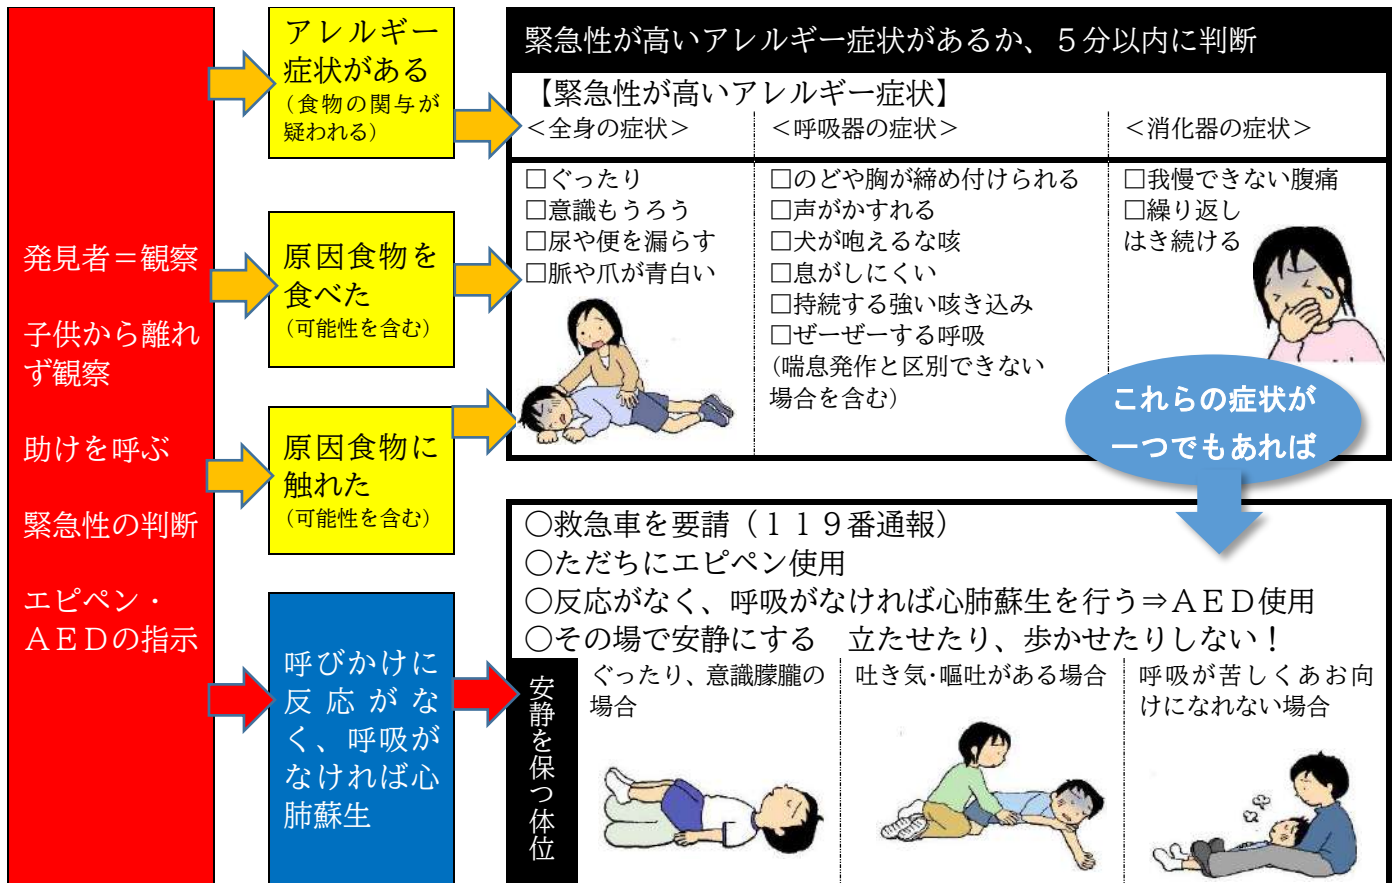 発見者＝観察
子供から離れ
ず観察
助けを呼ぶ
緊急性の判断
エピペン・
ＡＥＤの指示
アレルギー
症状がある
（食物の関与が
疑われる）
原因食物を
食べた
（可能性を含む）
原因食物に
触れた
（可能性を含む）
呼びかけに
反応がな
く、呼吸が
なければ心
肺蘇生
緊急性が高いアレルギー症状があるか、５分以内に判断
【緊急性が高いアレルギー症状】
＜全身の症状＞
□ぐったり
□意識もうろう
□尿や便を漏らす
□脈や爪が青白い
＜呼吸器の症状＞
□のどや胸が締め付けられる
□声がかすれる
□犬が咆えるな咳
□息がしにくい
□持続する強い咳き込み
□ぜーぜーする呼吸
（喘息発作と区別できない
場合を含む）
＜消化器の症状＞
□我慢できない腹痛
□繰り返し
はき続ける
これらの症状が
一つでもあれば
○救急車を要請（１１９番通報）
○ただちにエピペン使用
○反応がなく、呼吸がなければ心肺蘇生を行う⇒ＡＥＤ使用
○その場で安静にする　立たせたり、歩かせたりしない！
安静を保つ体位
ぐったり、意識朦朧の
場合
吐き気・嘔吐がある場合
呼吸が苦しくあお向
けになれない場合